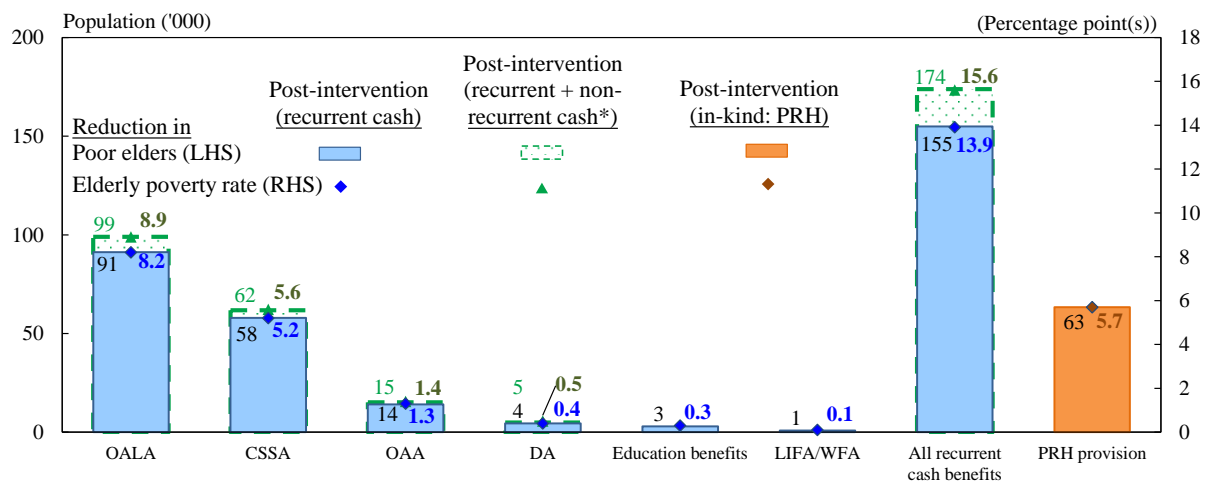 Population ('000)
(Percentage point(s))
200
18
Post-intervention
(recurrent cash)
Post-intervention
(recurrent + non-
recurrent cash*)
Post-intervention
(in-kind: PRH)
Reduction in
Poor elders (LHS)
Elderly poverty rate (RHS)
174
15.6
16
155
13.9
150
14
12
99
8.9
10
91
8.2
100
8
62
5.6
58
5.2
63
5.7
6
50
4
15
1.4
14
1.3
5
0.5
4
0.4
3
0.3
1
0.1
2
0
0
OALA
CSSA
OAA
DA
Education benefits
LIFA/WFA
All recurrent
cash benefits
PRH provision